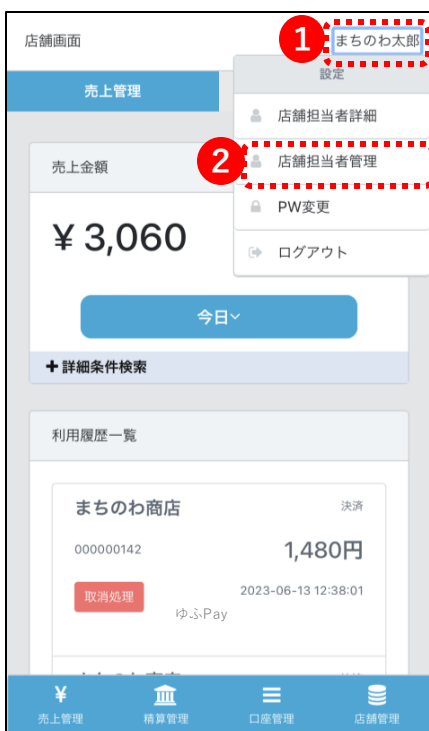 店舗画面
1
まちのわ太郎
売上管理
設定
店舗担当者詳細
2
店舗担当者管理
PW変更
ログアウト
売上金額
¥ 3,060
今日
+ 詳細条件検索
利用履歴一覧
まちのわ商店
決済
000000142
1,480円
取消処理
2023-06-13 12:38:01
ゆふPay
¥
売上管理
精算管理
口座管理
店舗管理